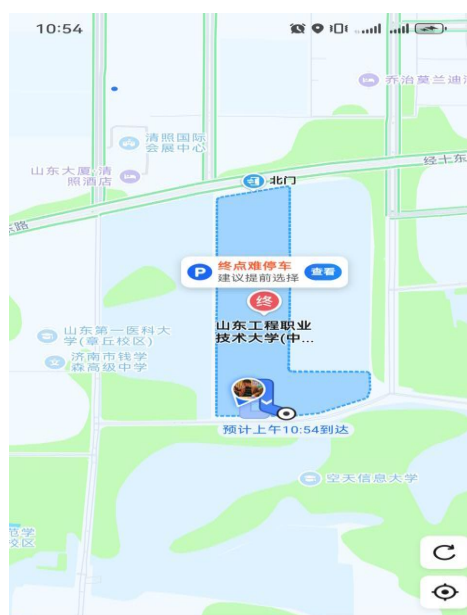 10:54
乔治莫兰迪
清照国际
会展中心
山东大厦·清
照酒店
经十东
北门
东路
P
终点难停车
建议提前选择
查看
终
山东工程职业
技术大学(中...
山东第一医科大
学(章丘校区)
济南市钱学
森高级中学
预计上午10:54到达
空天信息大学
范学
校区